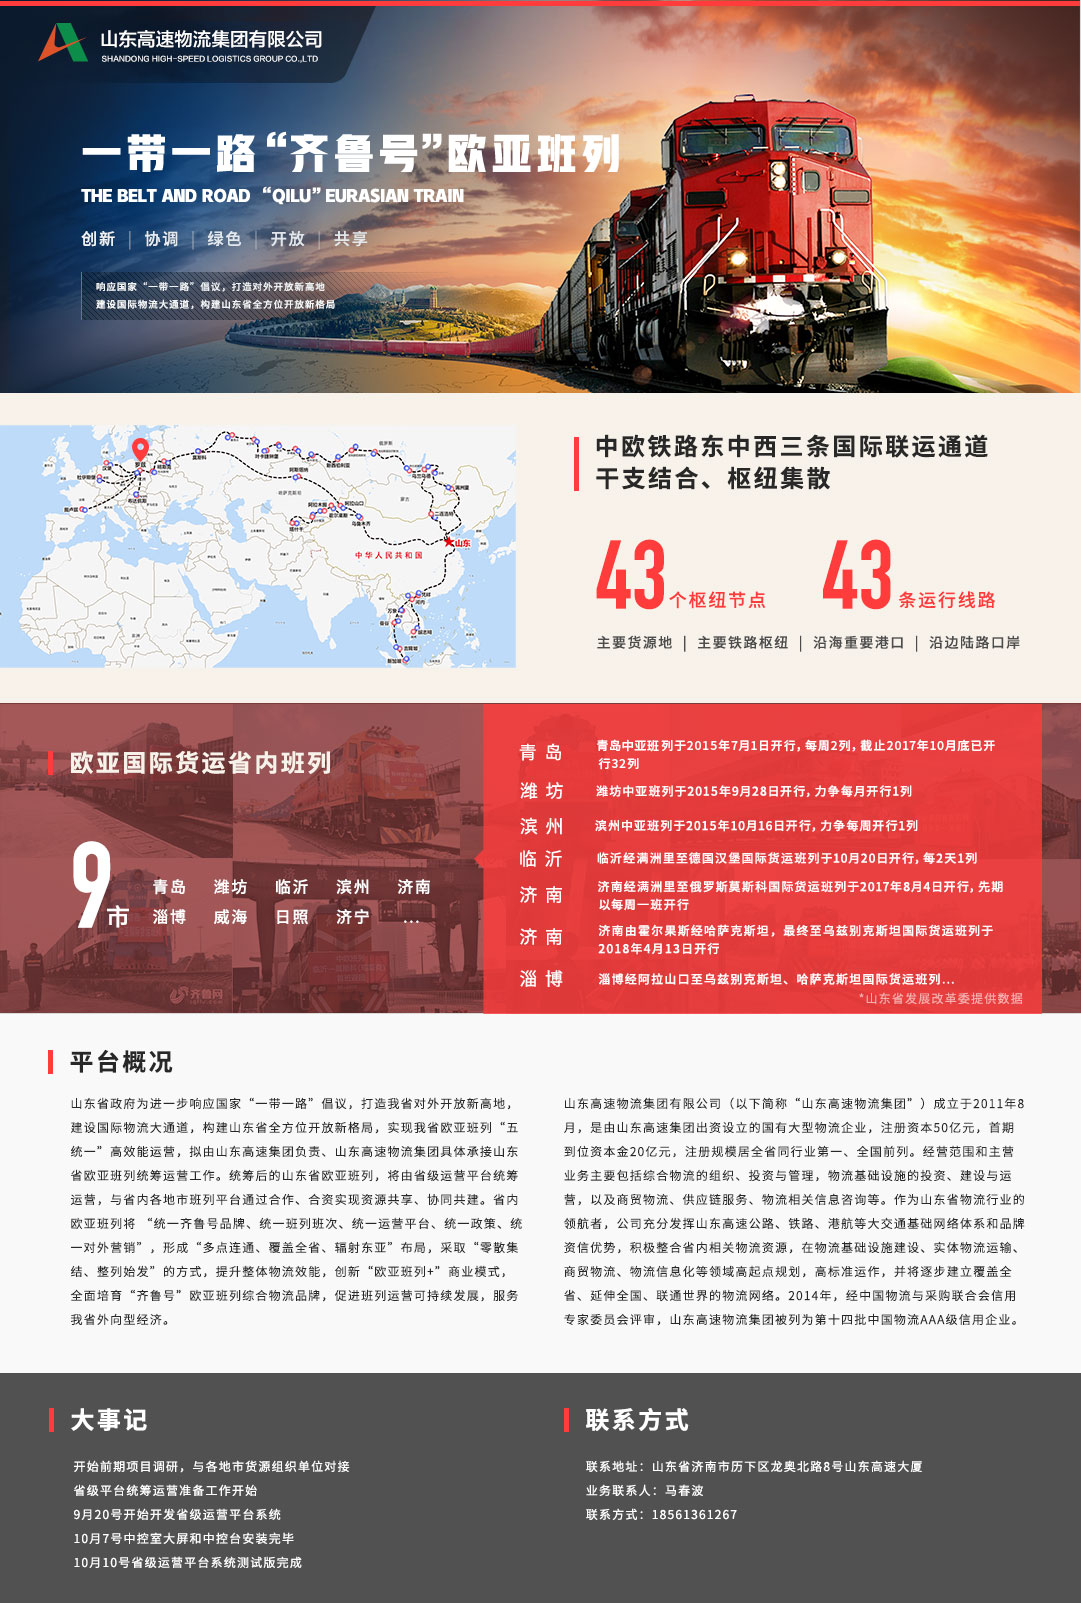 山东高速物流集团有限公司
SHANDONG HIGH-SPEED LOGISTICS GROUP CO.,LTD
一带一路“齐鲁号”欧亚班列
THE BELT AND ROAD “QILU” EURASIAN TRAIN
创新 | 协调 | 绿色 | 开放 | 共享
响应国家“一带一路”倡议，打造对外开放新高地
建设国际物流大通道，构建山东省全方位开放新格局
莫斯科
乌鲁木齐
中华人民共和国
山东
中欧铁路东中西三条国际联运通道
干支结合、枢纽集散
43个枢纽节点
43条运行线路
主要货源地 | 主要铁路枢纽 | 沿海重要港口 | 沿边陆路口岸
欧亚国际货运省内班列
9市
青岛 潍坊 临沂 滨州 济南
淄博 威海 日照 济宁 ...
齐鲁网
青岛 青岛中亚班列于2015年7月1日开行, 每周2列, 截止2017年10月底已开
行32列
潍坊 潍坊中亚班列于2015年9月28日开行, 力争每月开行1列
滨州 滨州中亚班列于2015年10月16日开行, 力争每周开行1列
临沂 临沂经满洲里至德国汉堡国际货运班列于10月20日开行, 每2天1列
济南 济南经满洲里至俄罗斯莫斯科国际货运班列于2017年8月4日开行, 先期
以每周一班开行
济南 济南由霍尔果斯经哈萨克斯坦，最终至乌兹别克斯坦国际货运班列于
2018年4月13日开行
淄博 淄博经阿拉山口至乌兹别克斯坦、哈萨克斯坦国际货运班列...
*山东省发展改革委提供数据
平台概况
山东省政府为进一步响应国家“一带一路”倡议，打造我省对外开放新高地，
建设国际物流大通道，构建山东省全方位开放新格局，实现我省欧亚班列“五
统一”高效能运营，拟由山东高速集团负责、山东高速物流集团具体承接山东
省欧亚班列统筹运营工作。统筹后的山东省欧亚班列，将由省级运营平台统筹
运营，与省内各地市班列平台通过合作、合资实现资源共享、协同共建。省内
欧亚班列将 “统一齐鲁号品牌、统一班列班次、统一运营平台、统一政策、统
一对外营销”，形成“多点连通、覆盖全省、辐射东亚”布局，采取“零散集
结、整列始发”的方式，提升整体物流效能，创新“欧亚班列+”商业模式，
全面培育“齐鲁号”欧亚班列综合物流品牌，促进班列运营可持续发展，服务
我省外向型经济。
山东高速物流集团有限公司（以下简称“山东高速物流集团”）成立于2011年8
月，是由山东高速集团出资设立的国有大型物流企业，注册资本50亿元，首期
到位资本金20亿元，注册规模居全省同行业第一、全国前列。经营范围和主营
业务主要包括综合物流的组织、投资与管理，物流基础设施的投资、建设与运
营，以及商贸物流、供应链服务、物流相关信息咨询等。作为山东省物流行业的
领航者，公司充分发挥山东高速公路、铁路、港航等大交通基础网络体系和品牌
资信优势，积极整合省内相关物流资源，在物流基础设施建设、实体物流运输、
商贸物流、物流信息化等领域高起点规划，高标准运作，并将逐步建立覆盖全
省、延伸全国、联通世界的物流网络。2014年，经中国物流与采购联合会信用
专家委员会评审，山东高速物流集团被列为第十四批中国物流AAA级信用企业。
大事记
开始前期项目调研，与各地市货源组织单位对接
省级平台统筹运营准备工作开始
9月20号开始开发省级运营平台系统
10月7号中控室大屏和中控台安装完毕
10月10号省级运营平台系统测试版完成
联系方式
联系地址：山东省济南市历下区龙奥北路8号山东高速大厦
业务联系人：马春波
联系方式：18561361267